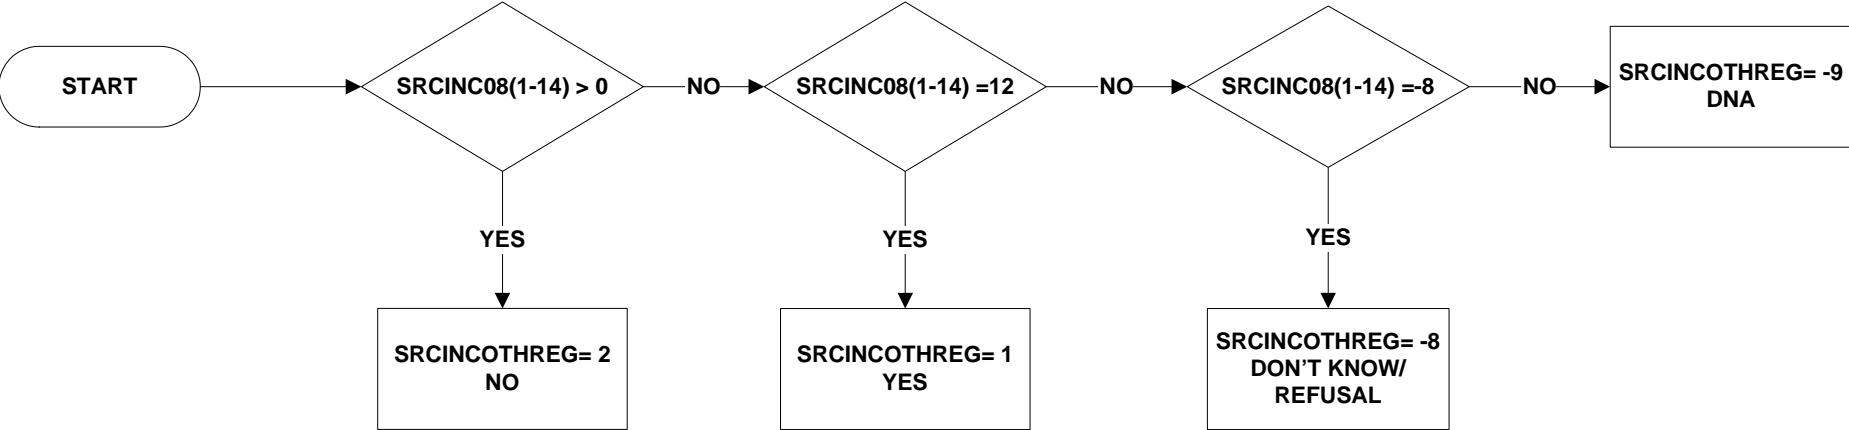 START
SRCINC08(1-14) > 0
NO
SRCINC08(1-14) =12
NO
SRCINC08(1-14) =-8
NO
SRCINCOTHREG= -9
DNA
YES
YES
YES
SRCINCOTHREG= 2
NO
SRCINCOTHREG= 1
YES
SRCINCOTHREG= -8
DON'T KNOW/
REFUSAL